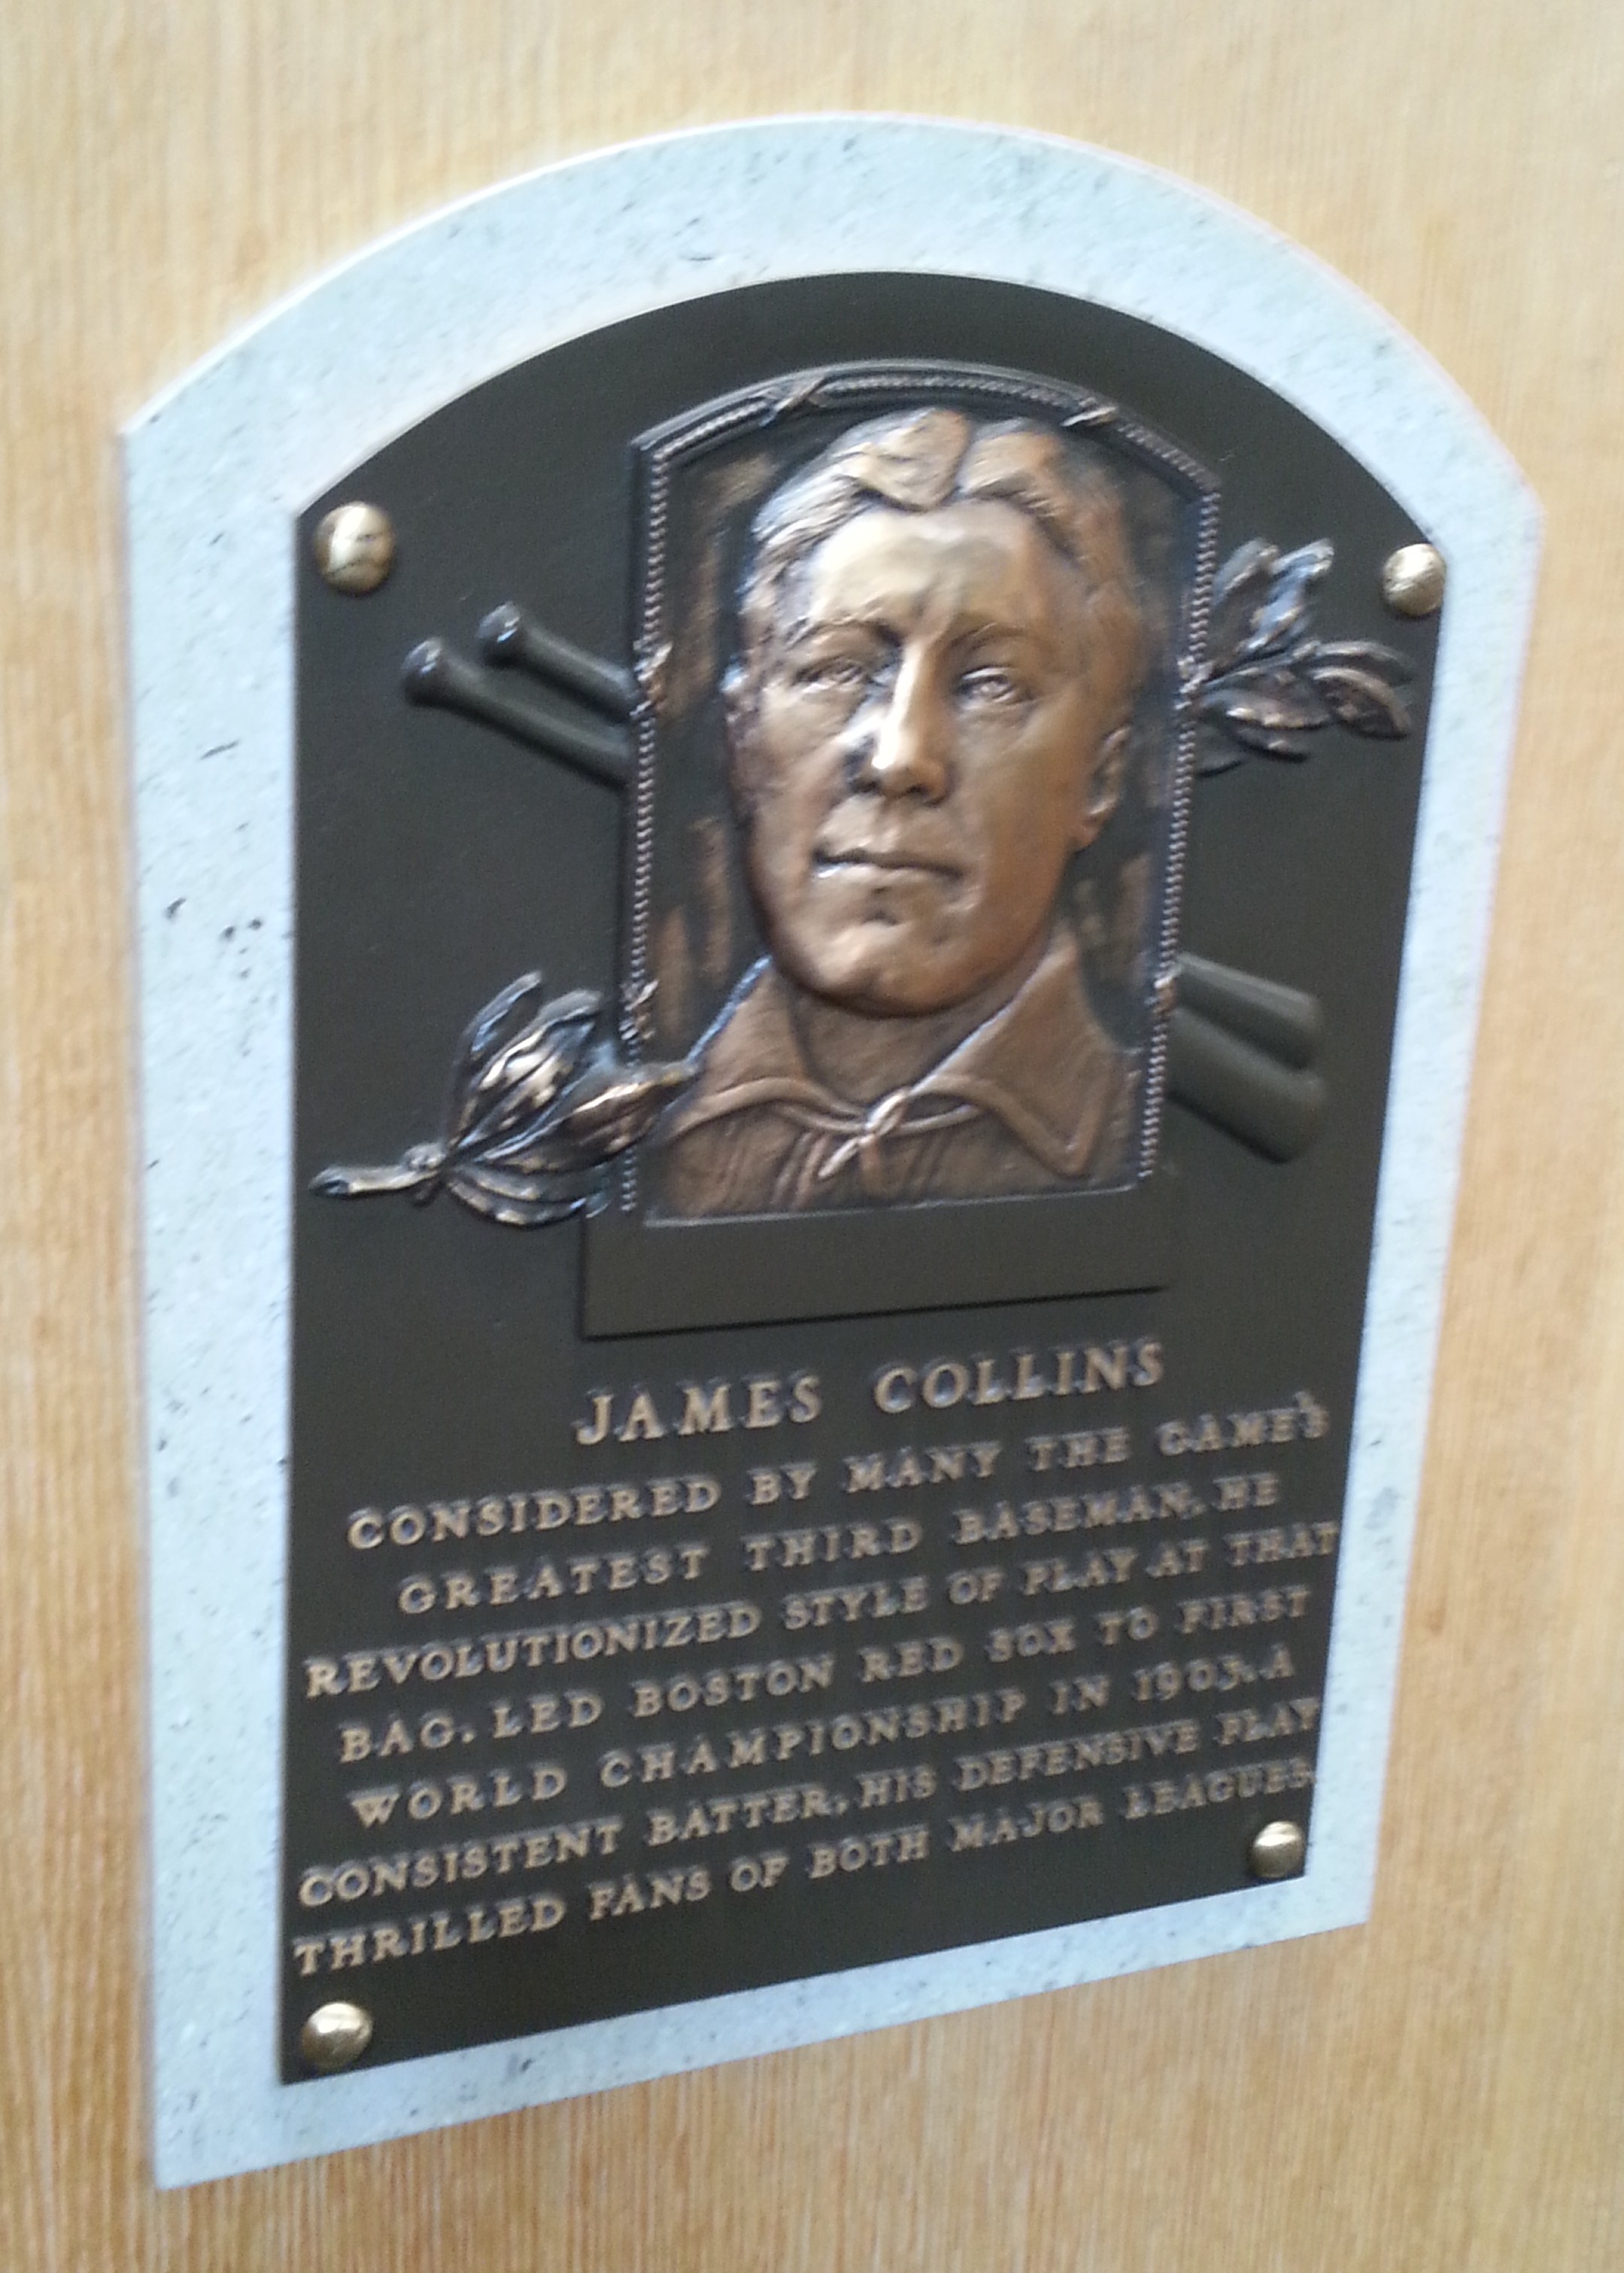 JAMES COLLINS
CONSIDERED BY MANY THE GAME'S
GREATEST THIRD BASEMAN, HE
REVOLUTIONIZED STYLE OF PLAY AT THAT
BAG. LED BOSTON RED SOX TO FIRST
WORLD CHAMPIONSHIP IN 1903. A
CONSISTENT BATTER, HIS DEFENSIVE PLAY
THRILLED FANS OF BOTH MAJOR LEAGUES.